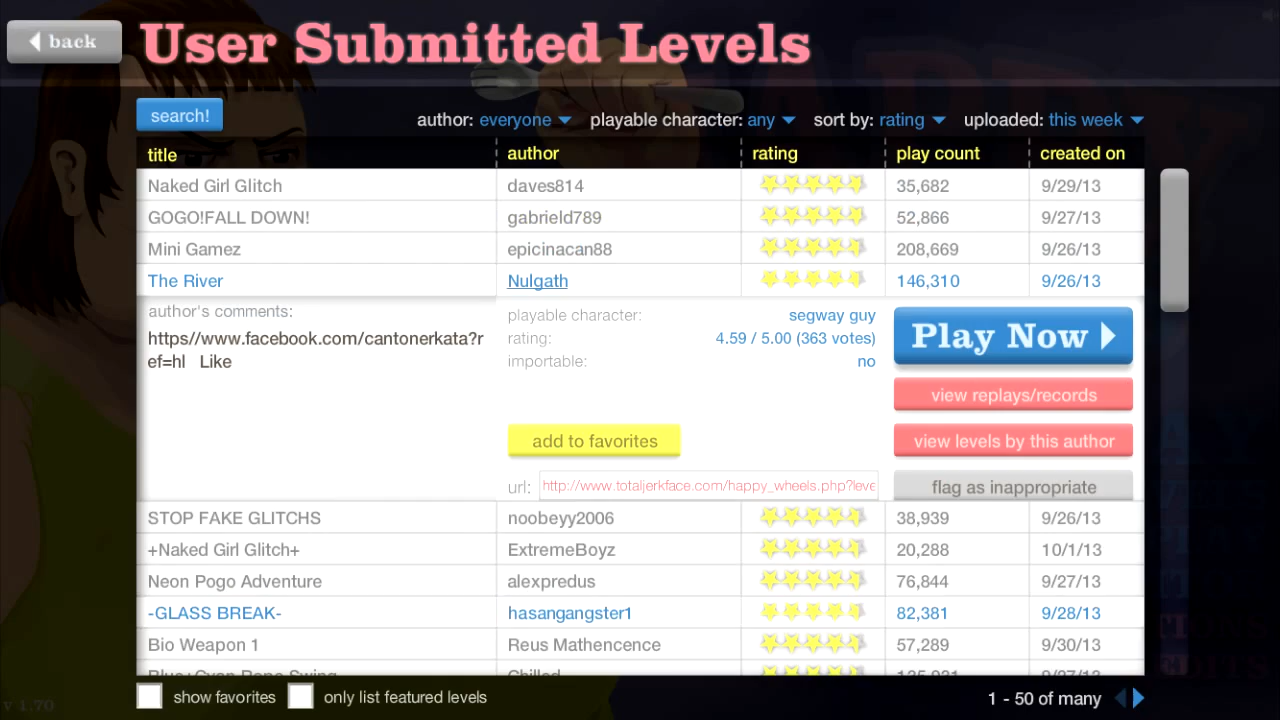 back
User Submitted Levels
search!
author: everyone playable character: any sort by: rating uploaded: this week
title author rating play count created on
Naked Girl Glitch daves814 35,682 9/29/13
GOGO!FALL DOWN! gabrield789 52,866 9/27/13
Mini Gamez epicinacan88 208,669 9/26/13
The River Nulgath 146,310 9/26/13
author's comments:
https//www.facebook.com/cantonerkata?r
ef=hl Like
playable character: segway guy
rating: 4.59 / 5.00 (363 votes)
importable: no
add to favorites
url: http://www.totaljerkface.com/happy_wheels.php?leve
Play Now
view replays/records
view levels by this author
flag as inappropriate
STOP FAKE GLITCHS noobeyy2006 38,939 9/26/13
+Naked Girl Glitch+ ExtremeBoyz 20,288 10/1/13
Neon Pogo Adventure alexpredus 76,844 9/27/13
-GLASS BREAK- hasangangster1 82,381 9/28/13
Bio Weapon 1 Reus Mathencence 57,289 9/30/13
show favorites only list featured levels 1 - 50 of many
v 1.70